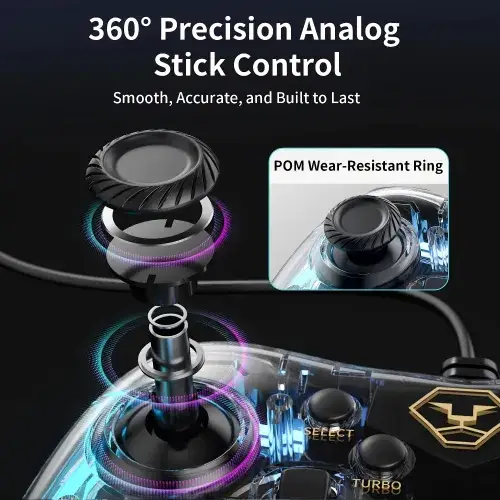 360° Precision Analog
Stick Control
Smooth, Accurate, and Built to Last
POM Wear-Resistant Ring
SELECT
TURBO